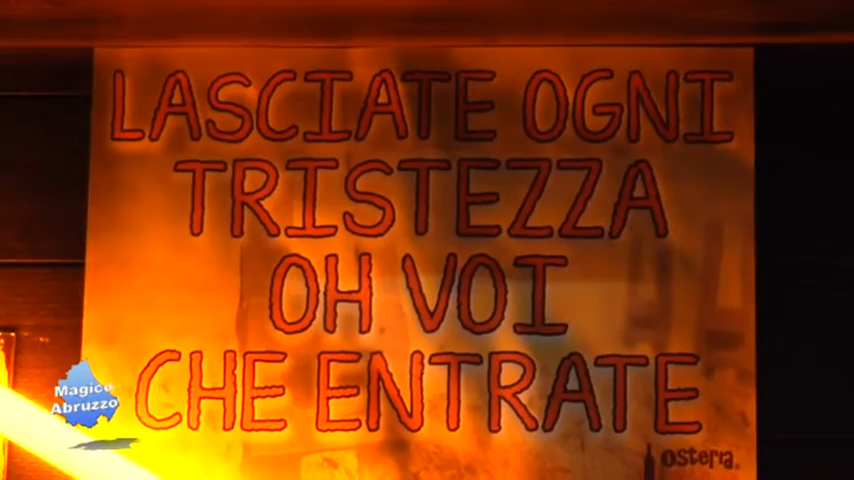 LASCIATE OGNI
TRISTEZZA
OH VOI
CHE ENTRATE
Magico
Abruzzo
osteria.